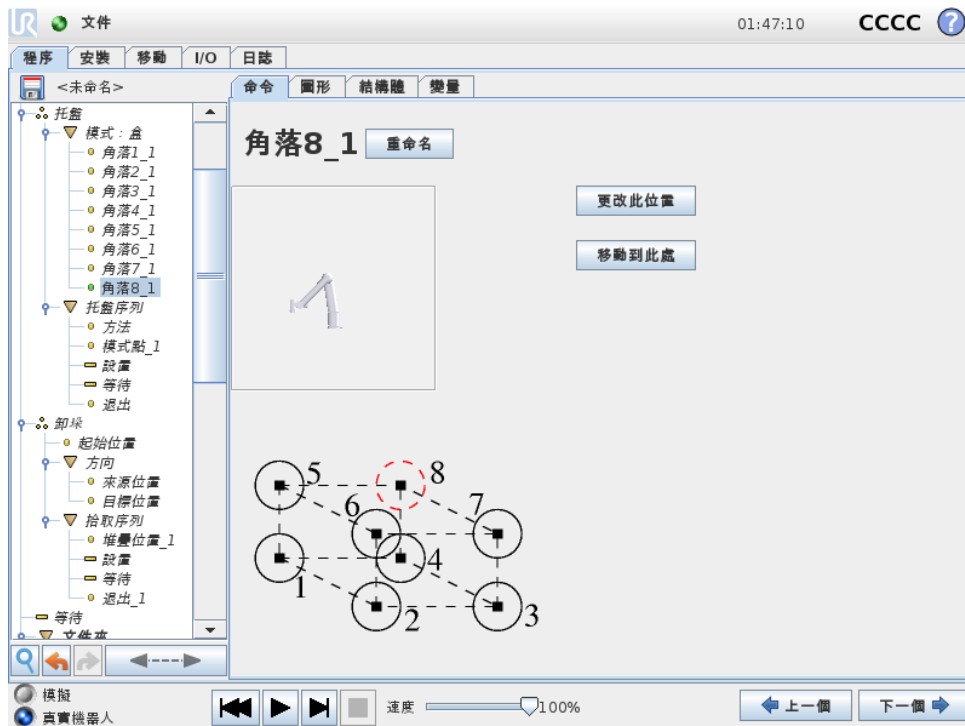 UR 文件 01:47:10 CCCC ?
程序 安裝 移動 I/O 日誌
<未命名>
命令 圖形 結構體 變量
托盤
模式：盒
角落1_1
角落2_1
角落3_1
角落4_1
角落5_1
角落6_1
角落7_1
角落8_1
托盤序列
方法
模式點_1
設置
等待
退出
卸垛
起始位置
方向
來源位置
目標位置
拾取序列
堆疊位置_1
設置
等待
退出_1
等待
文件夾
角落8_1 重命名
更改此位置
移動到此處
5 8
6 7
1 4
2 3
模擬
真實機器人
速度 100%
上一個 下一個